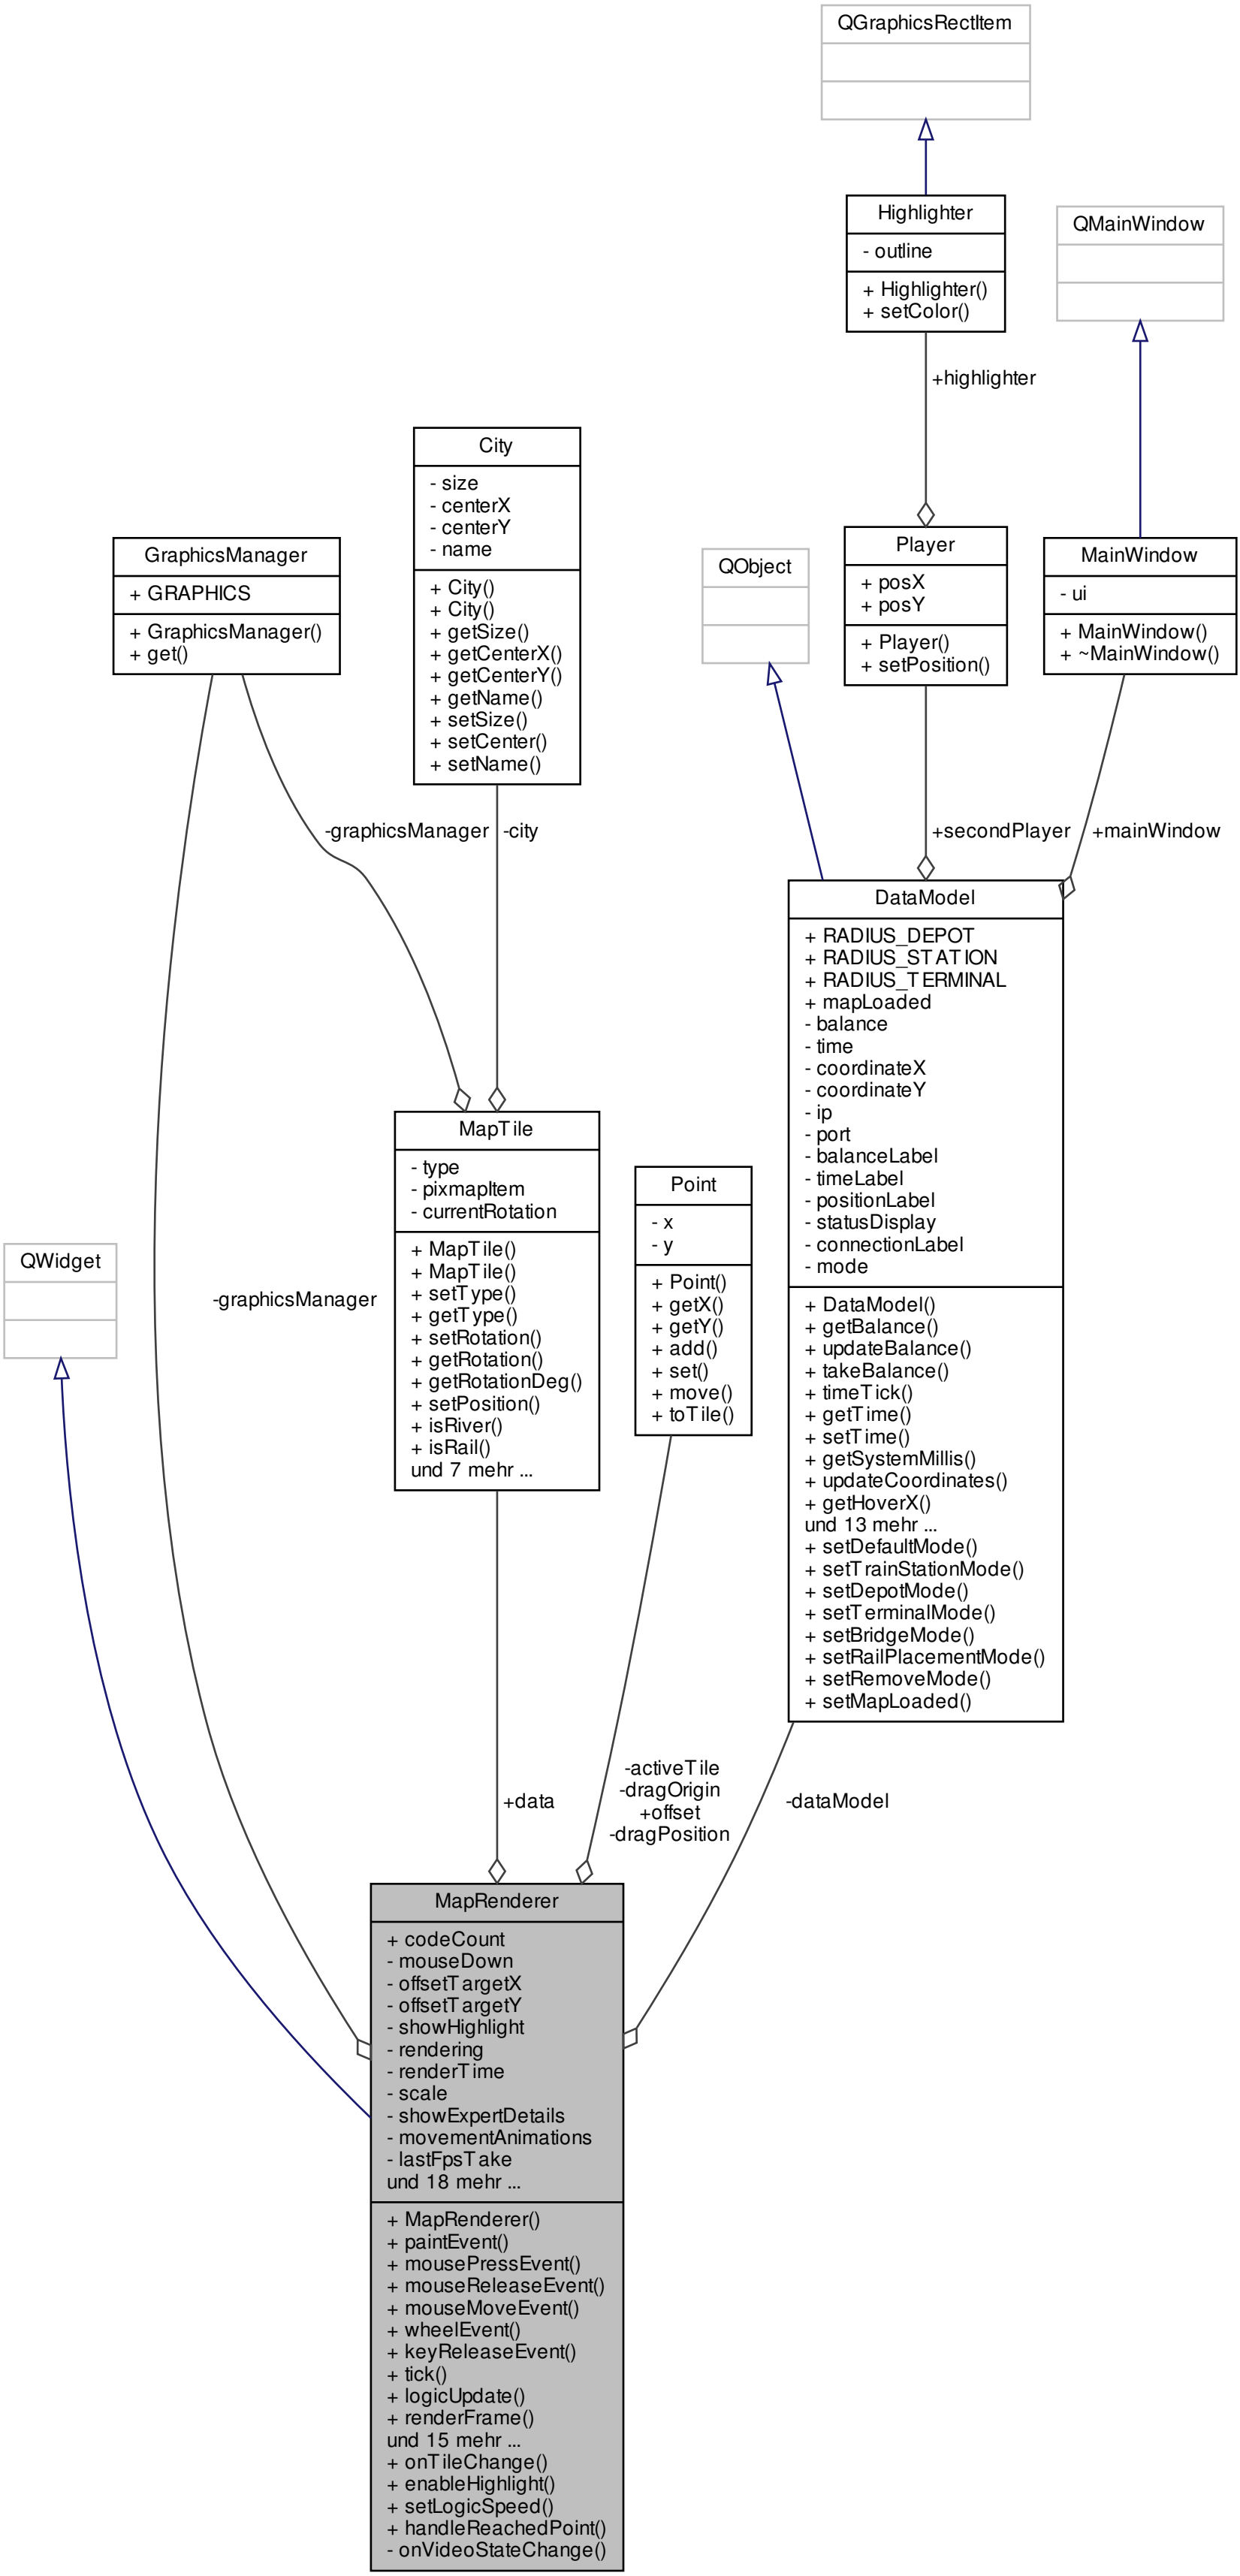 QGraphicsRectItem
Highlighter
- outline
+ Highlighter()
+ setColor()
QMainWindow
+highlighter
City
- size
- centerX
- centerY
- name
+ City()
+ City()
+ getSize()
+ getCenterX()
+ getCenterY()
+ getName()
+ setSize()
+ setCenter()
+ setName()
GraphicsManager
+ GRAPHICS
+ GraphicsManager()
+ get()
QObject
Player
+ posX
+ posY
+ Player()
+ setPosition()
MainWindow
- ui
+ MainWindow()
+ ~MainWindow()
-graphicsManager
-city
+secondPlayer
+mainWindow
DataModel
+ RADIUS_DEPOT
+ RADIUS_STATION
+ RADIUS_TERMINAL
+ mapLoaded
- balance
- time
- coordinateX
- coordinateY
- ip
- port
- balanceLabel
- timeLabel
- positionLabel
- statusDisplay
- connectionLabel
- mode
+ DataModel()
+ getBalance()
+ updateBalance()
+ takeBalance()
+ timeTick()
+ getTime()
+ setTime()
+ getSystemMillis()
+ updateCoordinates()
+ getHoverX()
und 13 mehr ...
+ setDefaultMode()
+ setTrainStationMode()
+ setDepotMode()
+ setTerminalMode()
+ setBridgeMode()
+ setRailPlacementMode()
+ setRemoveMode()
+ setMapLoaded()
MapTile
- type
- pixmapItem
- currentRotation
+ MapTile()
+ MapTile()
+ setType()
+ getType()
+ setRotation()
+ getRotation()
+ getRotationDeg()
+ setPosition()
+ isRiver()
+ isRail()
und 7 mehr ...
Point
- x
- y
+ Point()
+ getX()
+ getY()
+ add()
+ set()
+ move()
+ toTile()
QWidget
-graphicsManager
+data
-activeTile
-dragOrigin
+offset
-dragPosition
-dataModel
MapRenderer
+ codeCount
- mouseDown
- offsetTargetX
- offsetTargetY
- showHighlight
- rendering
- renderTime
- scale
- showExpertDetails
- movementAnimations
- lastFpsTake
und 18 mehr ...
+ MapRenderer()
+ paintEvent()
+ mousePressEvent()
+ mouseReleaseEvent()
+ mouseMoveEvent()
+ wheelEvent()
+ keyReleaseEvent()
+ tick()
+ logicUpdate()
+ renderFrame()
und 15 mehr ...
+ onTileChange()
+ enableHighlight()
+ setLogicSpeed()
+ handleReachedPoint()
- onVideoStateChange()